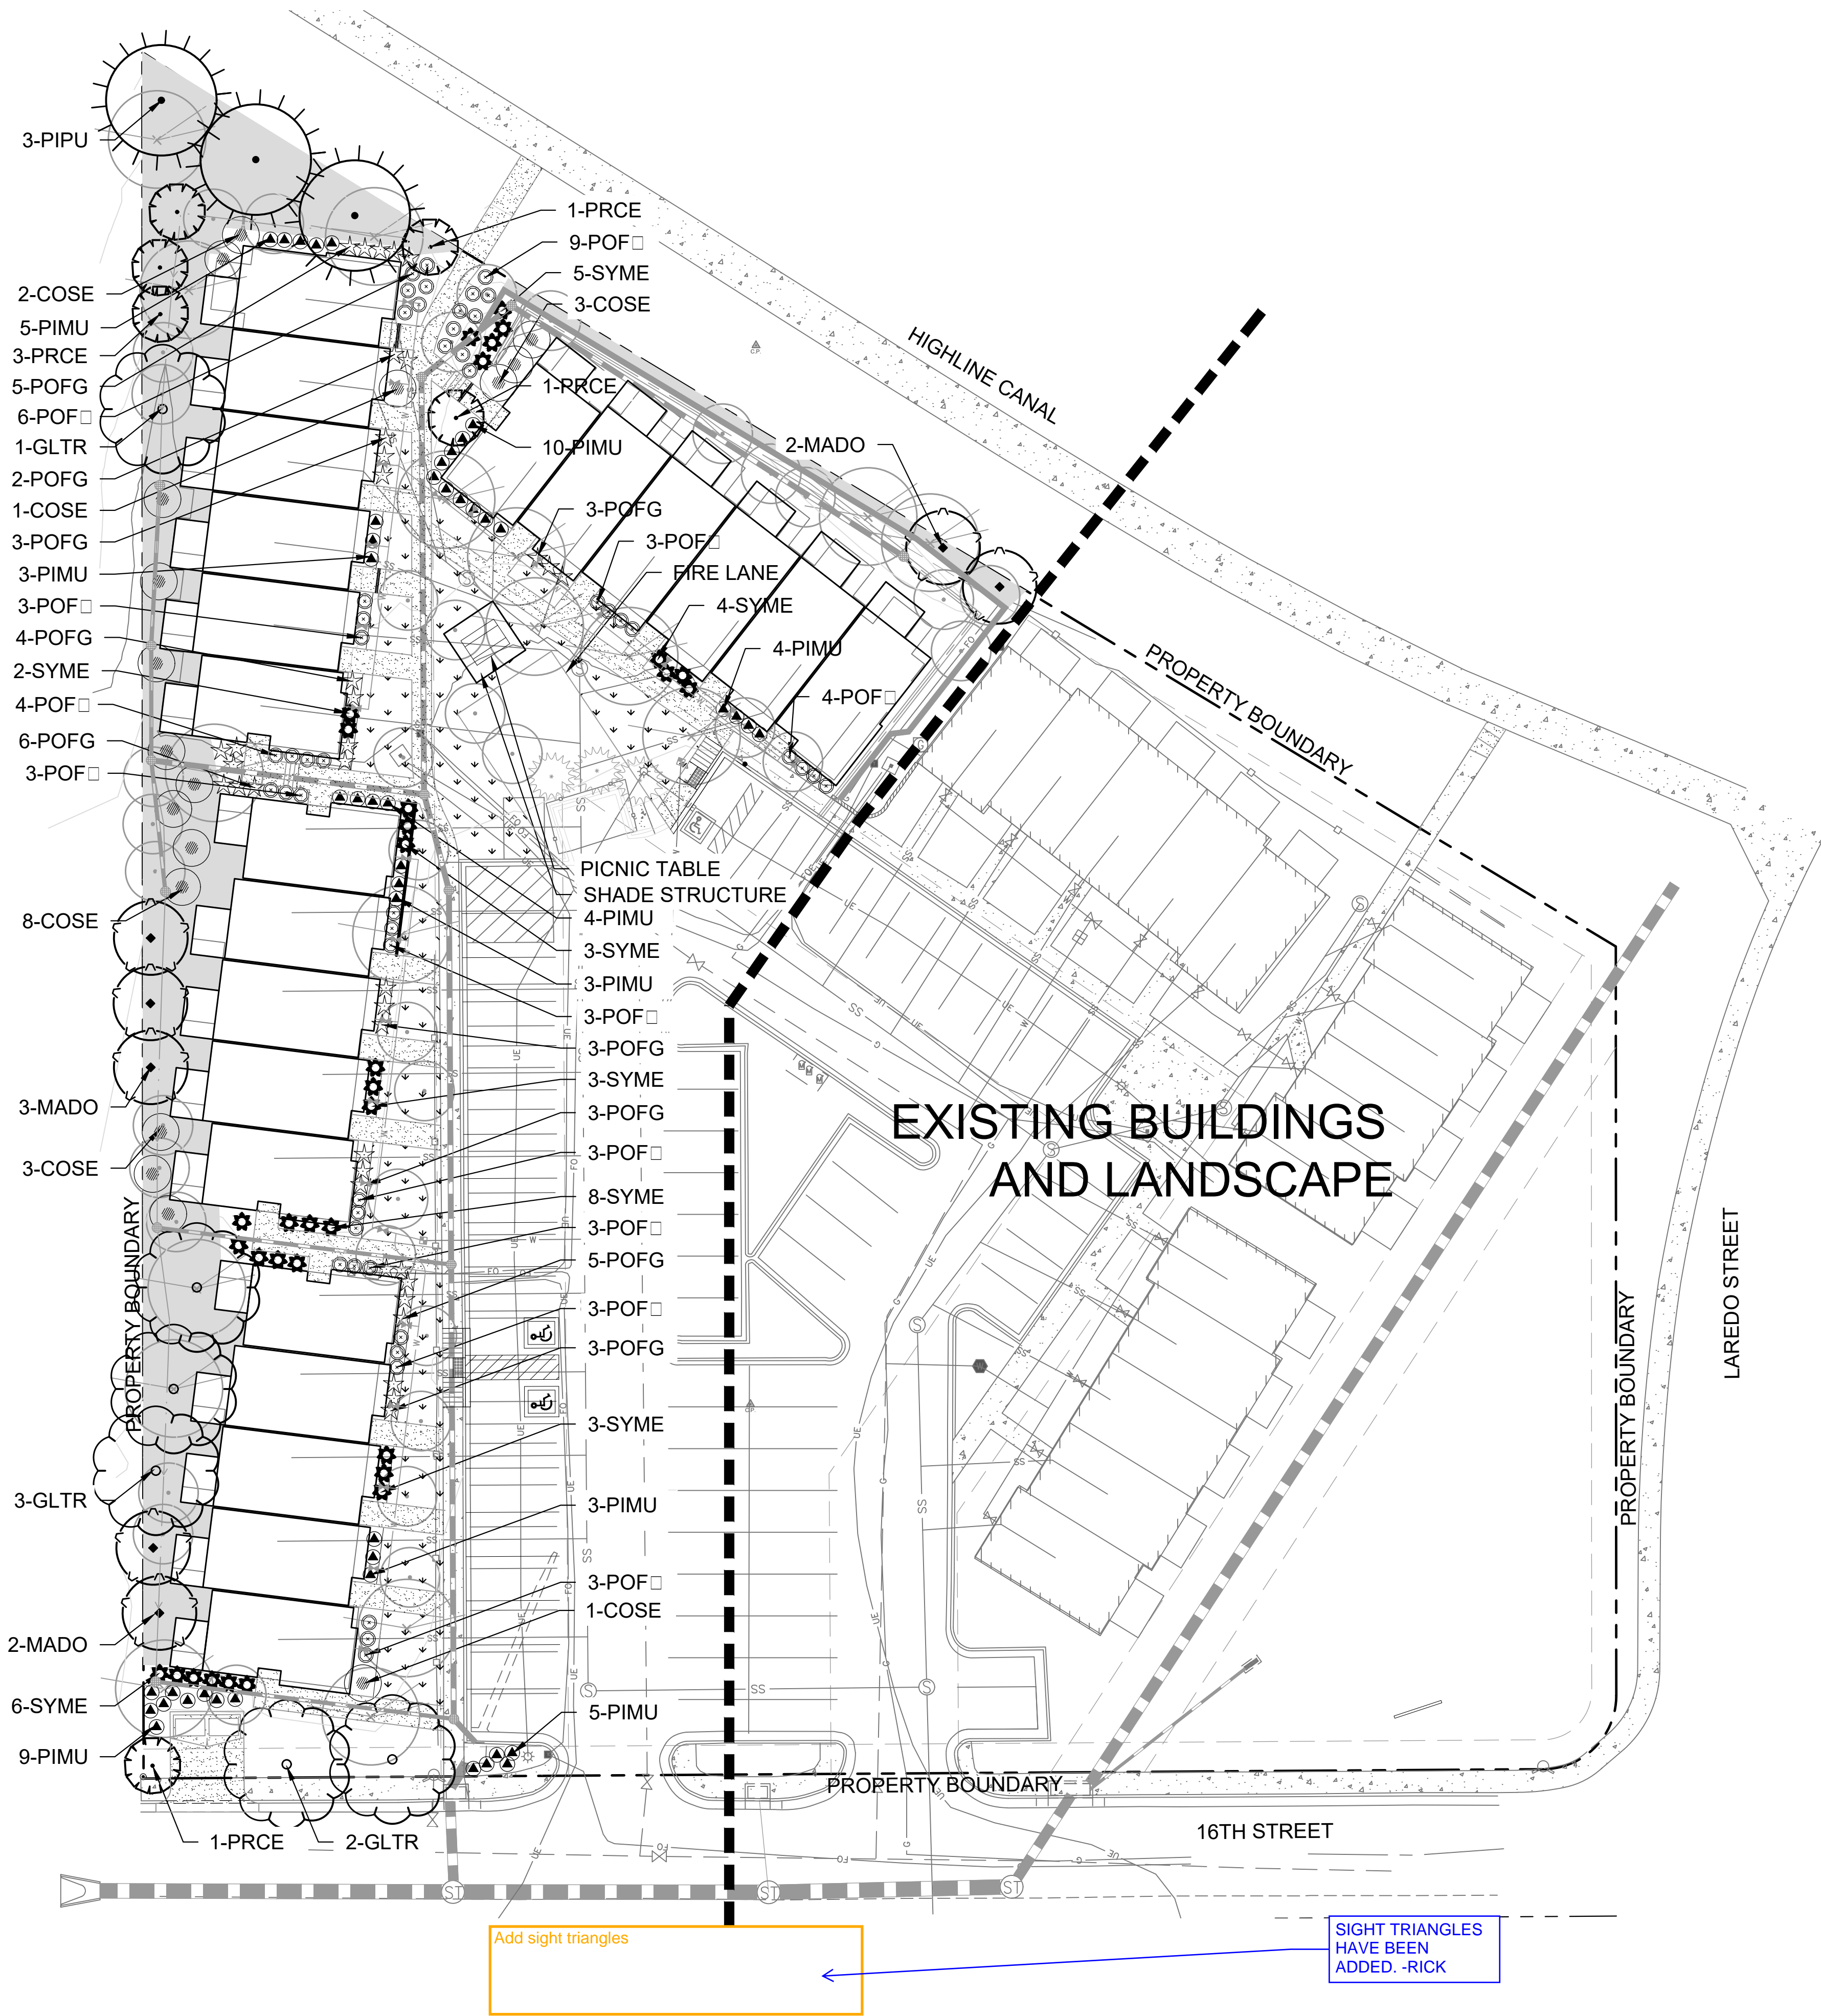 3-PIPU
1-PRCE
9-POF□
5-SYME
3-COSE
2-COSE
5-PIMU
3-PRCE
5-POFG
6-POF□
1-GLTR
2-POFG
1-COSE
3-POFG
3-PIMU
3-POF□
4-POFG
2-SYME
4-POF□
6-POFG
3-POF□
8-COSE
3-MADO
3-COSE
PROPERTY BOUNDARY
3-GLTR
2-MADO
6-SYME
9-PIMU
1-PRCE
2-GLTR
1-PRCE
10-PIMU
2-MADO
3-POFG
3-POF□
FIRE LANE
4-SYME
4-PIMU
4-POF□
HIGHLINE CANAL
PROPERTY BOUNDARY
PICNIC TABLE
SHADE STRUCTURE
4-PIMU
3-SYME
3-PIMU
3-POF□
3-POFG
3-SYME
3-POFG
3-POF□
8-SYME
3-POF□
5-POFG
3-POF□
3-POFG
3-SYME
3-PIMU
3-POF□
1-COSE
5-PIMU
EXISTING BUILDINGS
AND LANDSCAPE
LAREDO STREET
PROPERTY BOUNDARY
PROPERTY BOUNDARY
16TH STREET
ST
ST
ST
Add sight triangles
SIGHT TRIANGLES
HAVE BEEN
ADDED. -RICK